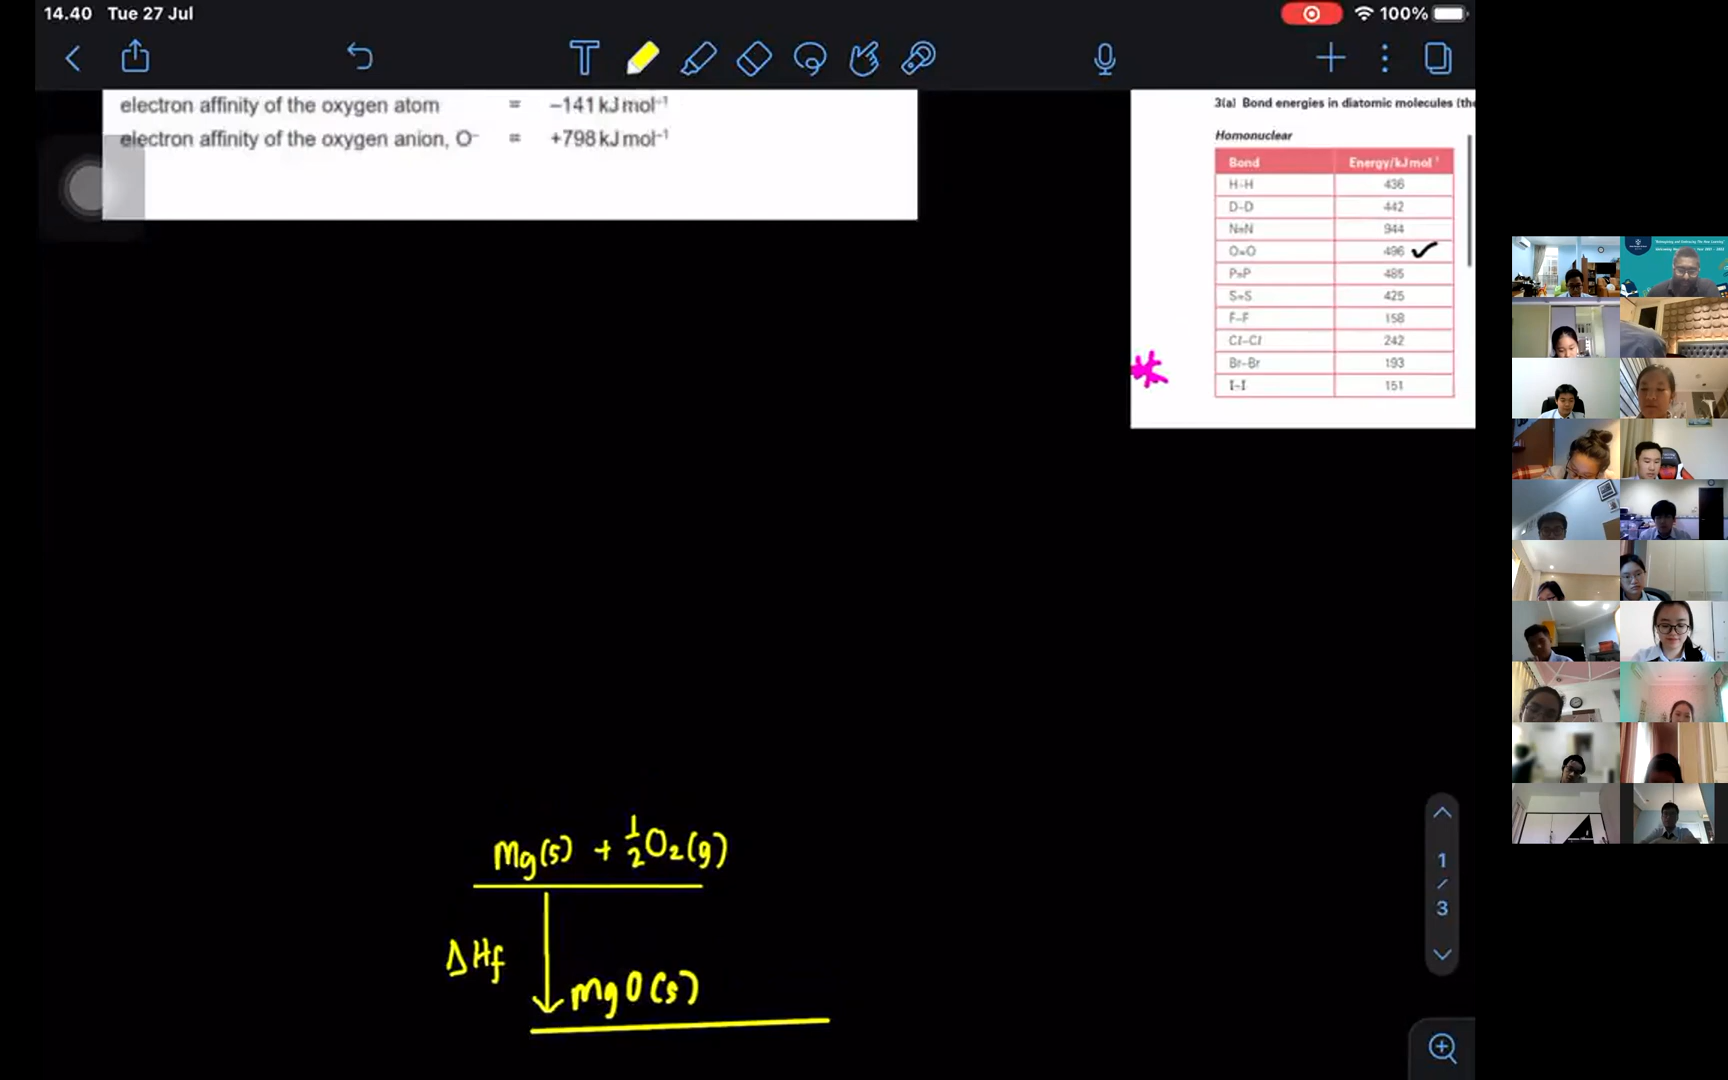 14.40 Tue 27 Jul
100%
electron affinity of the oxygen atom = –141 kJ mol⁻¹
electron affinity of the oxygen anion, O⁻ = +798 kJ mol⁻¹
3(a) Bond energies in diatomic molecules (the
Homonuclear
Bond Energy/kJ mol⁻¹
H–H 436
D–D 442
N≡N 944
O=O 496 ✓
P≡P 485
S=S 425
F–F 158
Cl–Cl 242
Br–Br 193
I–I 151
Mg(s) + ½O₂(g)
ΔHf
MgO(s)
1
/
3